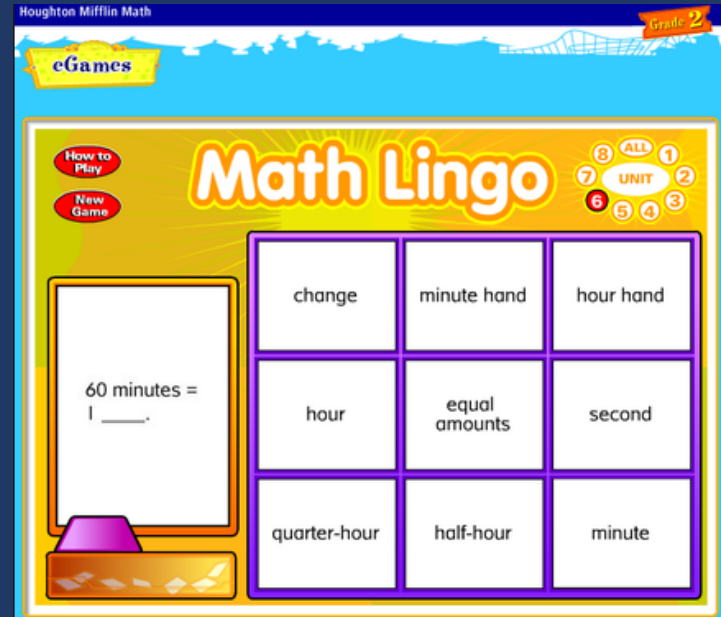 Houghton Mifflin Math
Grade 2
eGames
How to
Play
New
Game
Math Lingo
ALL
1
2
3
4
5
6
7
8
UNIT
60 minutes =
1 ____.
change
minute hand
hour hand
hour
equal
amounts
second
quarter-hour
half-hour
minute